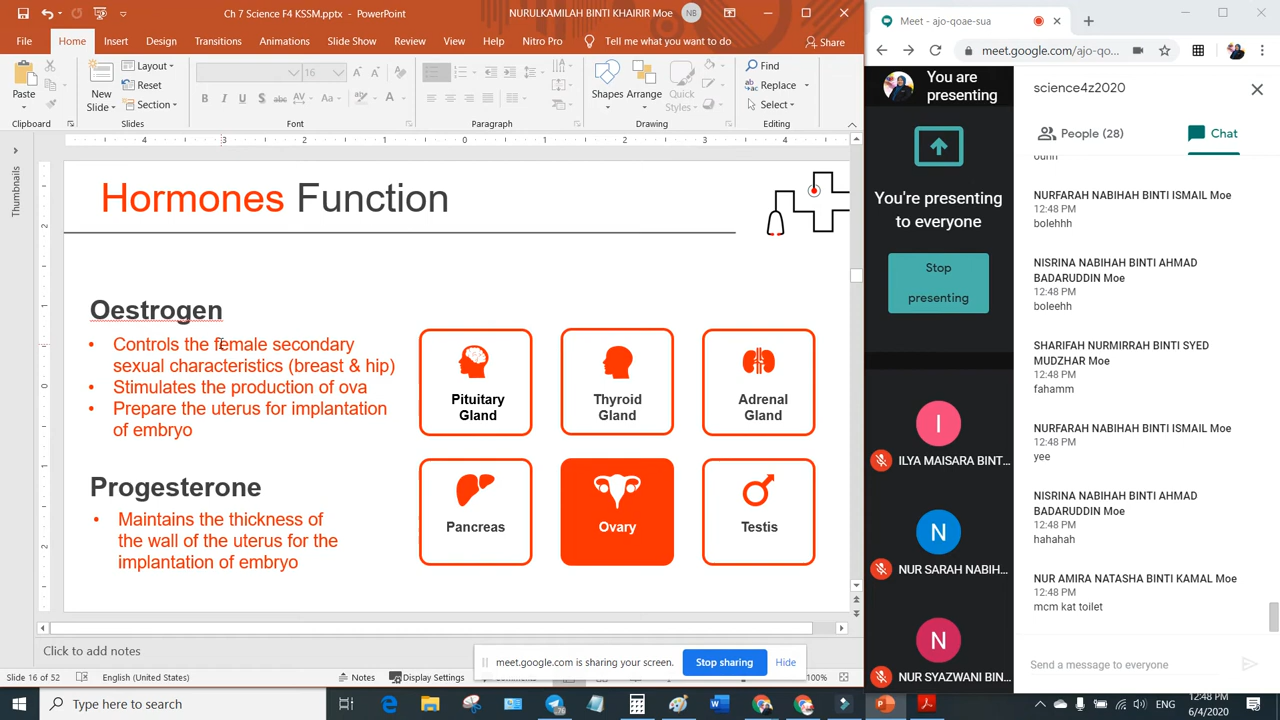 CH 7 Science F4 KSSM.pptx - PowerPoint
NURULKAMILAH BINTI KHAIRIR Moe
NB
File Home Insert Design Transitions Animations Slide Show Review View Help Nitro Pro Tell me what you want to do Share
Paste
Clipboard
New
Slide
Layout
Reset
Section
Slides
16
Font
Paragraph
Shapes Arrange
Quick
Styles
Drawing
Find
Replace
Select
Editing
Thumbnails
Hormones Function
Oestrogen
• Controls the female secondary
sexual characteristics (breast & hip)
• Stimulates the production of ova
• Prepare the uterus for implantation
of embryo
Progesterone
• Maintains the thickness of
the wall of the uterus for the
implantation of embryo
Pituitary
Gland
Thyroid
Gland
Adrenal
Gland
Pancreas
Ovary
Testis
Click to add notes
meet.google.com is sharing your screen. Stop sharing Hide
Slide 16 of 52 English (United States) Notes Display Settings 100%
Type here to search
Meet - ajo-qoae-sua
meet.google.com/ajo-qo...
You are
presenting
You're presenting
to everyone
Stop
presenting
ILYA MAISARA BINT...
NUR SARAH NABIH...
NUR SYAZWANI BIN...
science4z2020
People (28) Chat
NURFARAH NABIHAH BINTI ISMAIL Moe
12:48 PM
bolehhh
NISRINA NABIHAH BINTI AHMAD
BADARUDDIN Moe
12:48 PM
boleehh
SHARIFAH NURMIRRAH BINTI SYED
MUDZHAR Moe
12:48 PM
fahamm
NURFARAH NABIHAH BINTI ISMAIL Moe
12:48 PM
yee
NISRINA NABIHAH BINTI AHMAD
BADARUDDIN Moe
12:48 PM
hahahah
NUR AMIRA NATASHA BINTI KAMAL Moe
12:48 PM
mcm kat toilet
Send a message to everyone
ENG
12:48 PM
6/4/2020